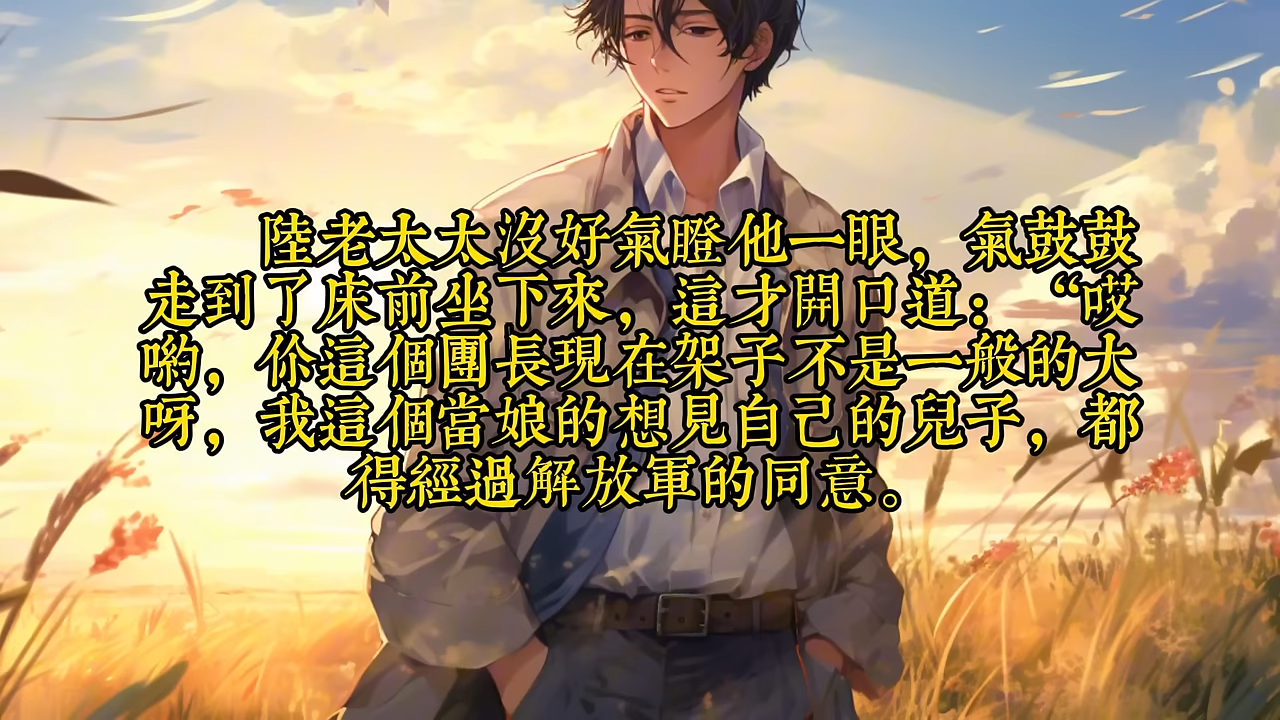 陸老太太沒好氣瞪他一眼，氣鼓鼓
走到了床前坐下來，這才開口道：“哎
喲，你這個團長現在架子不是一般的大
呀，我這個當娘的想見自己的兒子，都
得經過解放軍的同意。